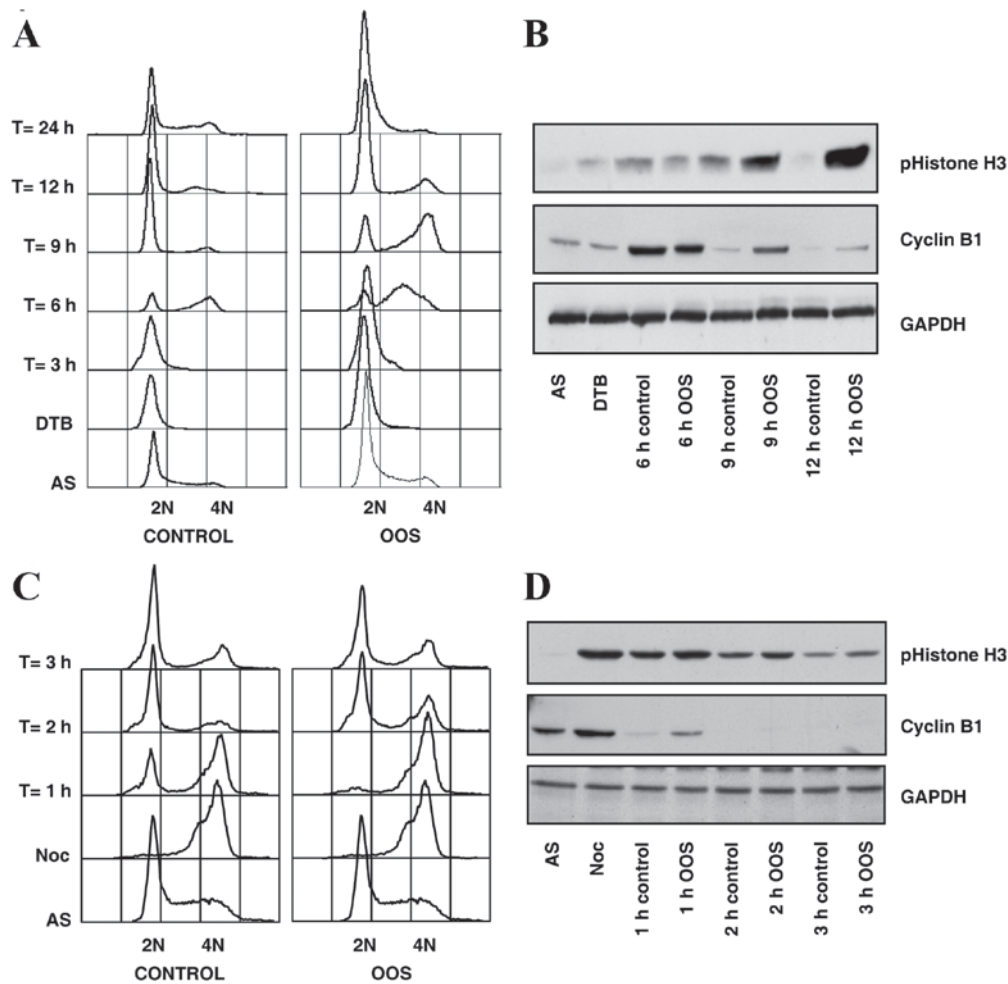 A
T= 24 h
T= 12 h
T= 9 h
T= 6 h
T= 3 h
DTB
AS
2N 4N
CONTROL
2N 4N
OOS
B
pHistone H3
Cyclin B1
GAPDH
AS
DTB
6 h control
6 h OOS
9 h control
9 h OOS
12 h control
12 h OOS
C
T= 3 h
T= 2 h
T= 1 h
Noc
AS
2N 4N
CONTROL
2N 4N
OOS
D
pHistone H3
Cyclin B1
GAPDH
AS
Noc
1 h control
1 h OOS
2 h control
2 h OOS
3 h control
3 h OOS